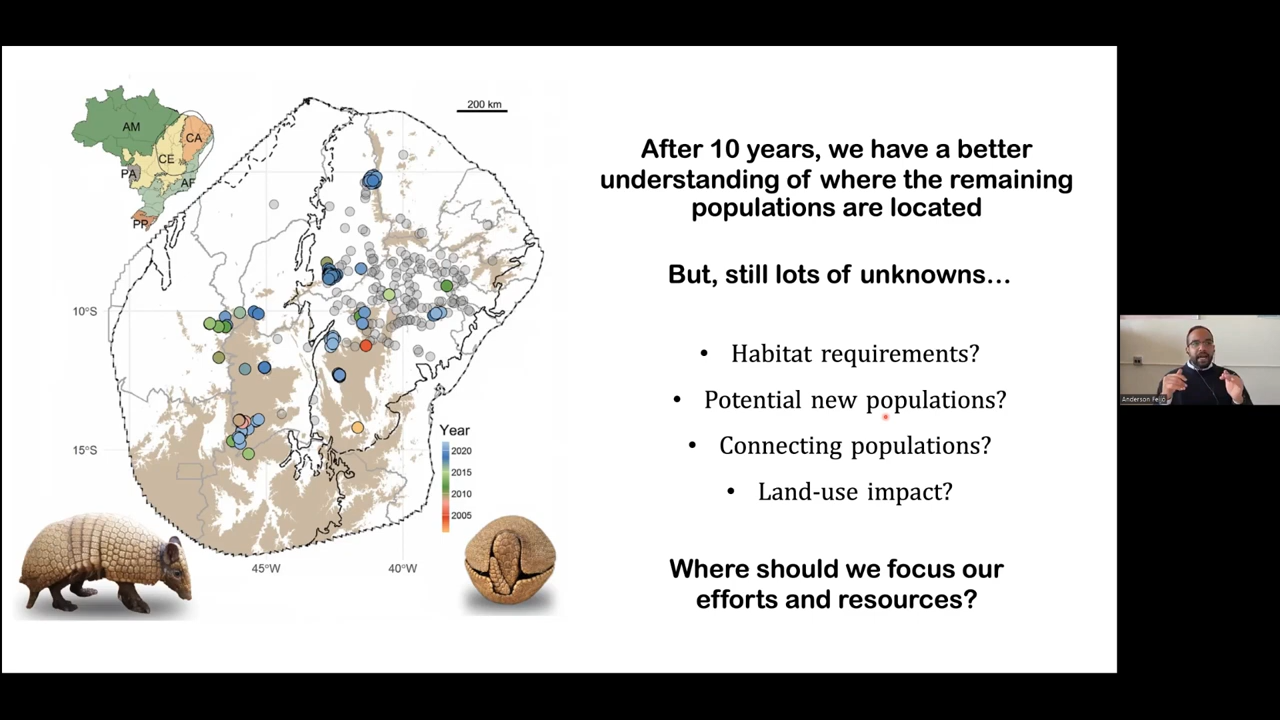 200 km
AM
CA
CE
PA
AF
PP
10°S
15°S
45°W
40°W
Year
2020
2015
2010
2005
After 10 years, we have a better
understanding of where the remaining
populations are located
But, still lots of unknowns...
• Habitat requirements?
• Potential new populations?
• Connecting populations?
• Land-use impact?
Where should we focus our
efforts and resources?
Anderson Feijó